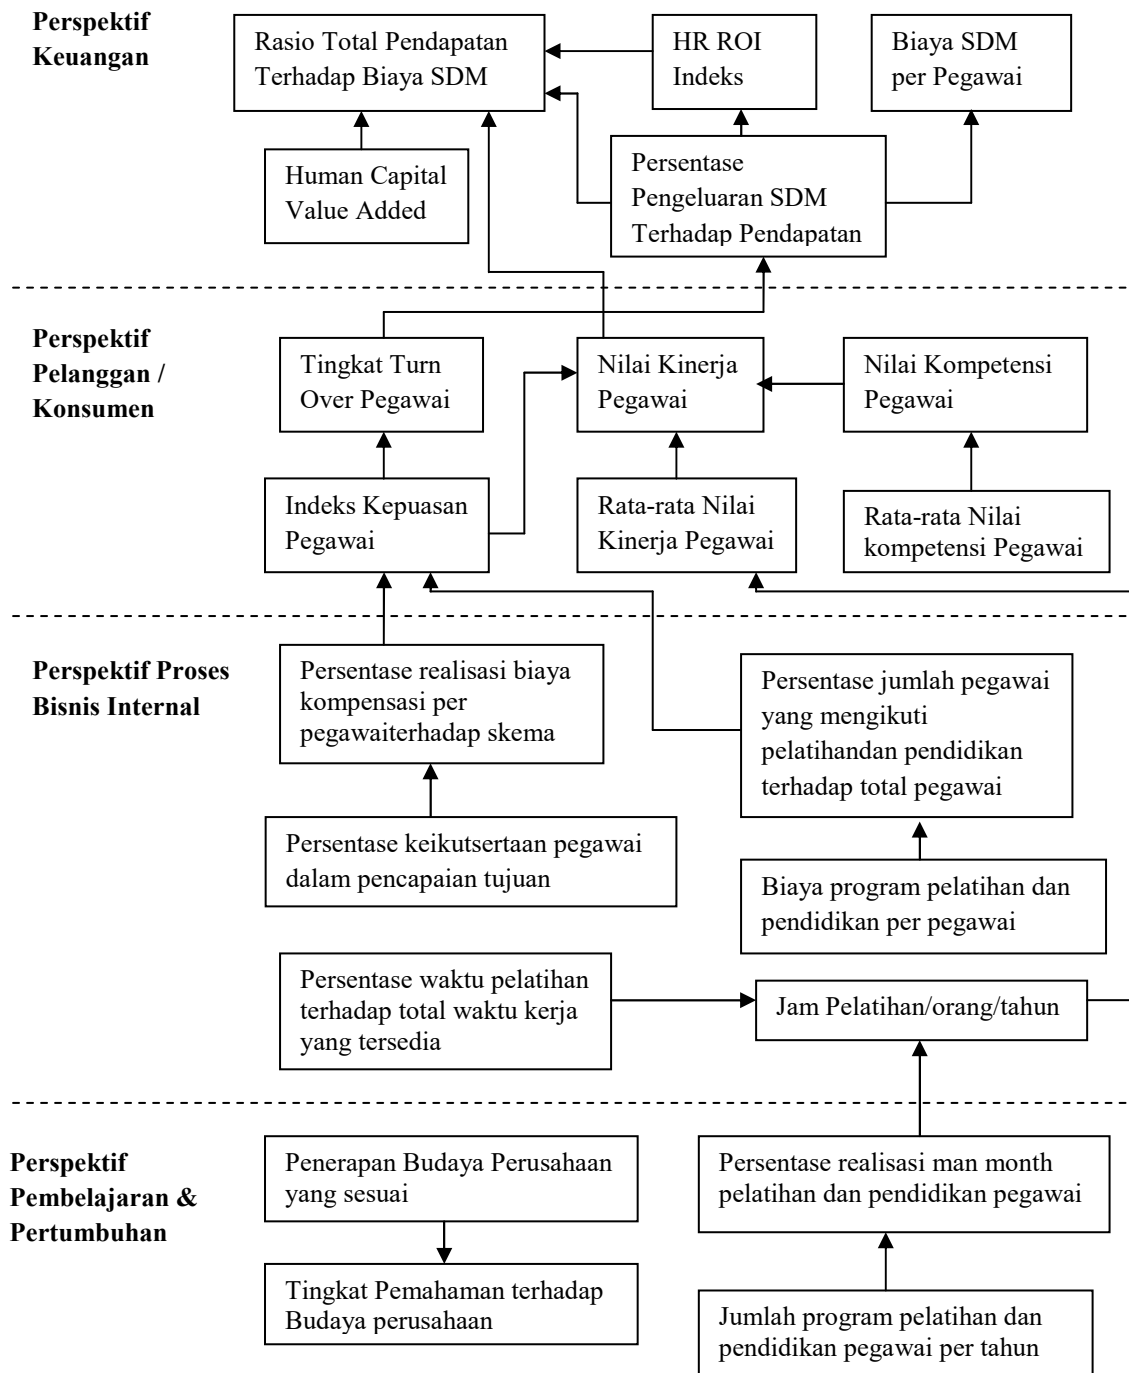 Perspektif
Keuangan
Rasio Total Pendapatan
Terhadap Biaya SDM
HR ROI
Indeks
Biaya SDM
per Pegawai
Human Capital
Value Added
Persentase
Pengeluaran SDM
Terhadap Pendapatan
Perspektif
Pelanggan /
Konsumen
Tingkat Turn
Over Pegawai
Nilai Kinerja
Pegawai
Nilai Kompetensi
Pegawai
Indeks Kepuasan
Pegawai
Rata-rata Nilai
Kinerja Pegawai
Rata-rata Nilai
kompetensi Pegawai
Perspektif Proses
Bisnis Internal
Persentase realisasi biaya
kompensasi per
pegawaiterhadap skema
Persentase jumlah pegawai
yang mengikuti
pelatihandan pendidikan
terhadap total pegawai
Persentase keikutsertaan pegawai
dalam pencapaian tujuan
Biaya program pelatihan dan
pendidikan per pegawai
Persentase waktu pelatihan
terhadap total waktu kerja
yang tersedia
Jam Pelatihan/orang/tahun
Perspektif
Pembelajaran &
Pertumbuhan
Penerapan Budaya Perusahaan
yang sesuai
Persentase realisasi man month
pelatihan dan pendidikan pegawai
Tingkat Pemahaman terhadap
Budaya perusahaan
Jumlah program pelatihan dan
pendidikan pegawai per tahun